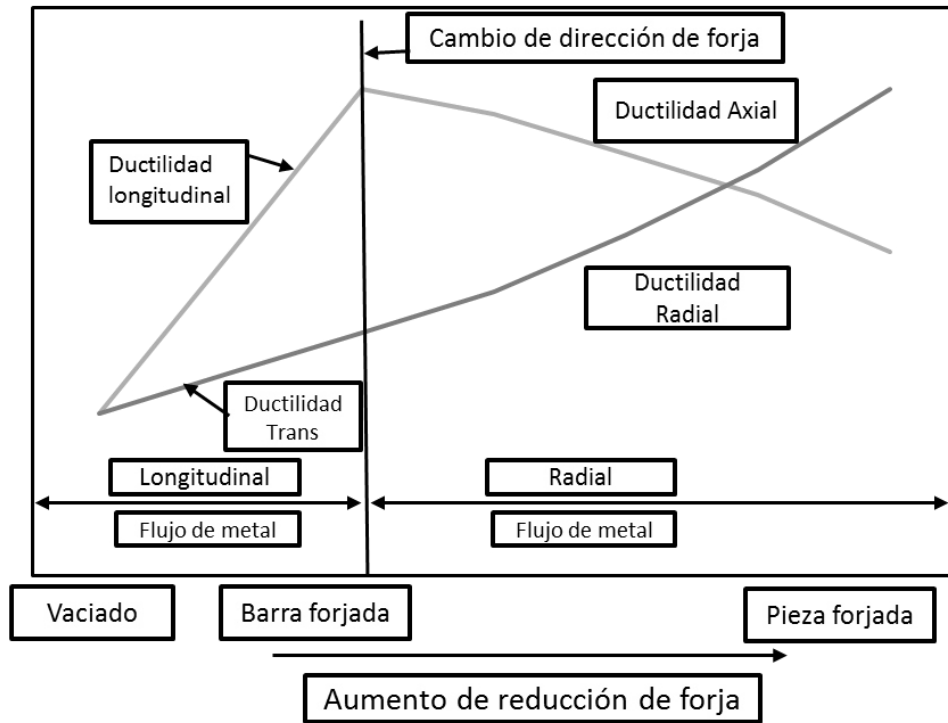 Cambio de dirección de forja
Ductilidad Axial
Ductilidad
longitudinal
Ductilidad
Radial
Ductilidad
Trans
Longitudinal
Radial
Flujo de metal
Flujo de metal
Vaciado
Barra forjada
Pieza forjada
Aumento de reducción de forja